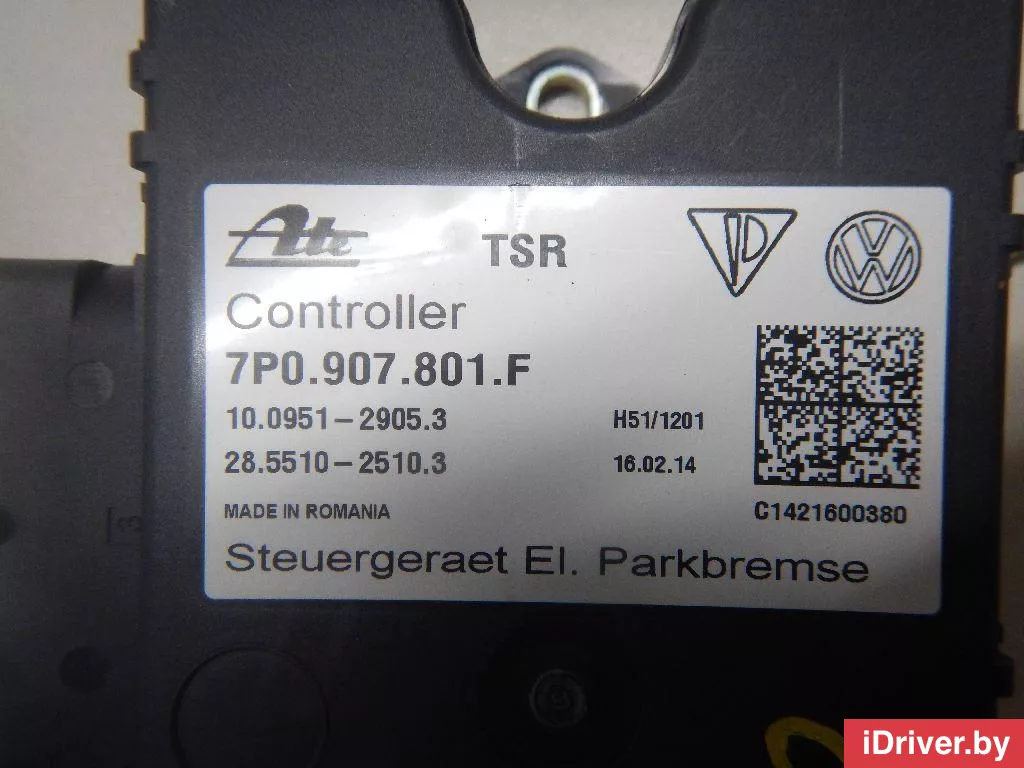 Ate TSR
Controller
7P0.907.801.F
10.0951-2905.3 H51/1201
28.5510-2510.3 16.02.14
MADE IN ROMANIA C1421600380
Steuergeraet El. Parkbremse
iDriver.by